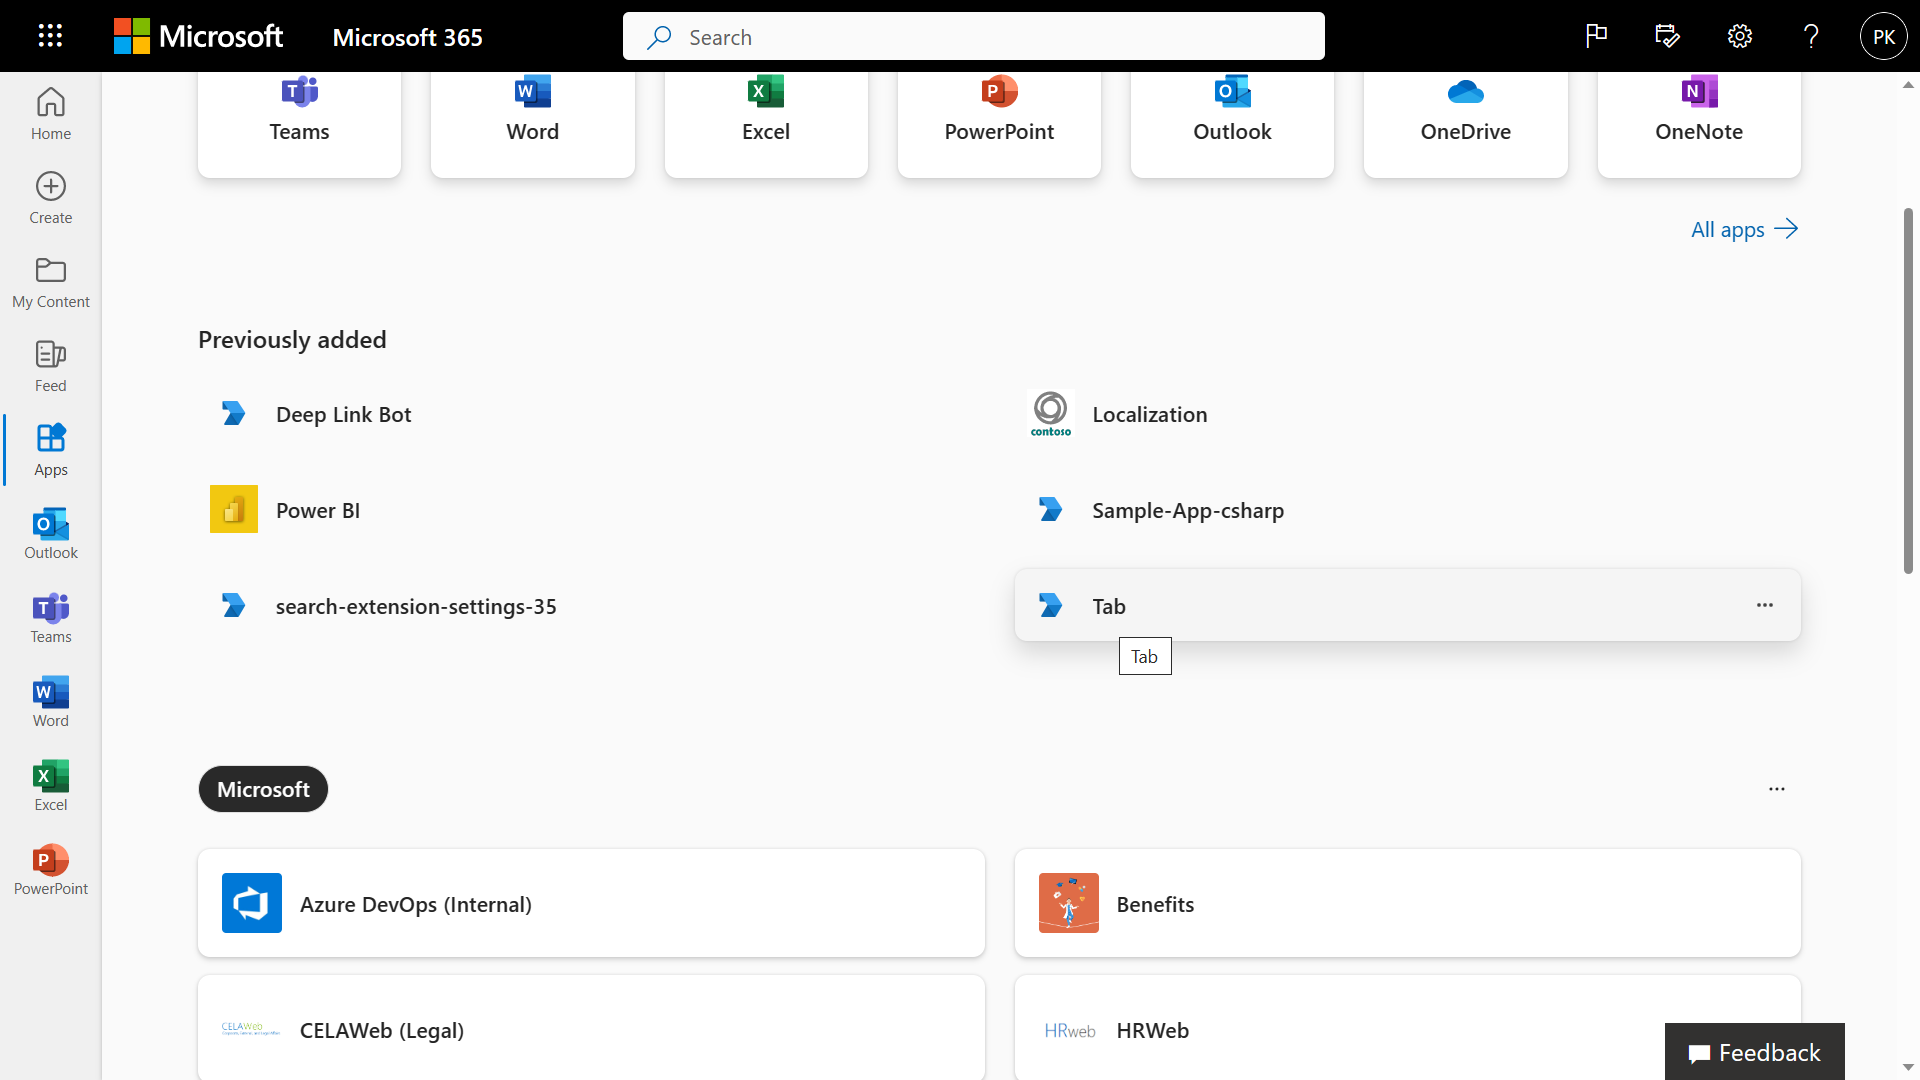 Microsoft
Microsoft 365
Search
PK
Home
Create
My Content
Feed
Apps
Outlook
Teams
Word
Excel
PowerPoint
Teams
Word
Excel
PowerPoint
Outlook
OneDrive
OneNote
All apps
Previously added
Deep Link Bot
contoso
Localization
Power BI
Sample-App-csharp
search-extension-settings-35
Tab
Tab
Microsoft
Azure DevOps (Internal)
Benefits
CELAWeb
CELAWeb (Legal)
HRweb
HRWeb
Feedback